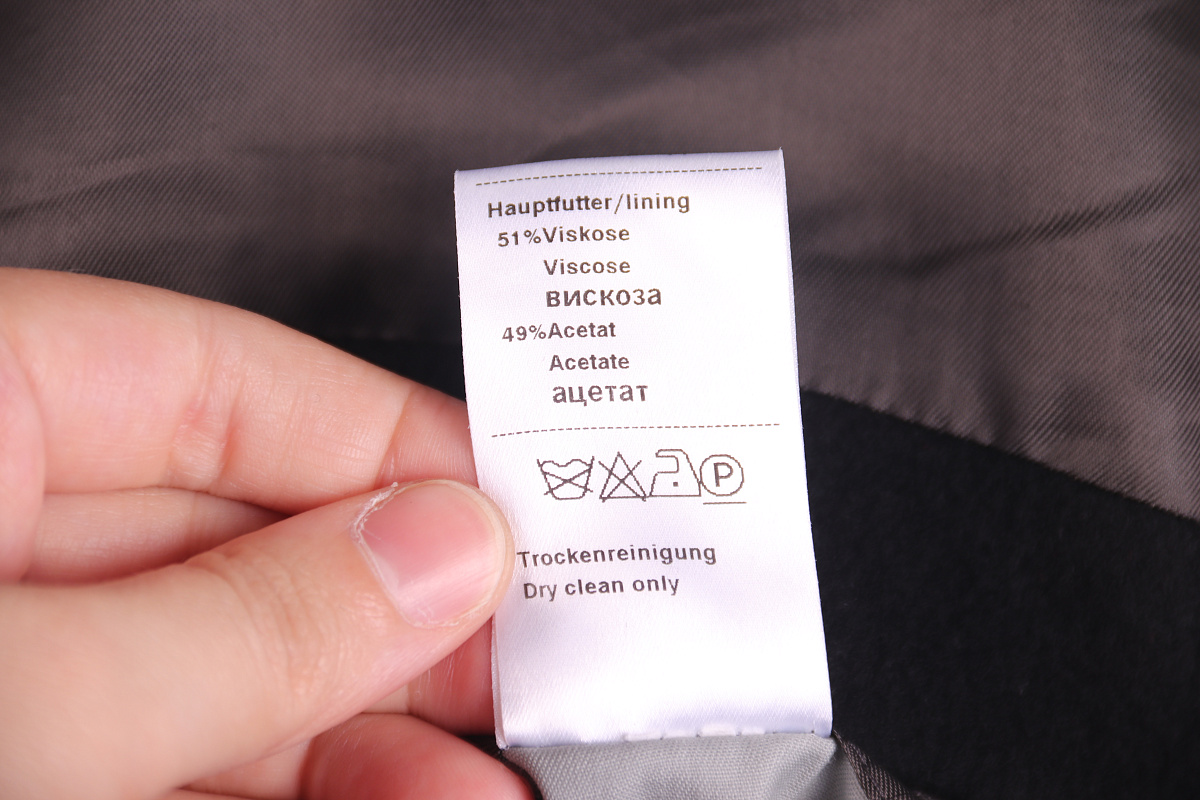 Hauptfutter/lining
51%Viskose
Viscose
вискоза
49%Acetat
Acetate
ацетат
P
Trockenreinigung
Dry clean only